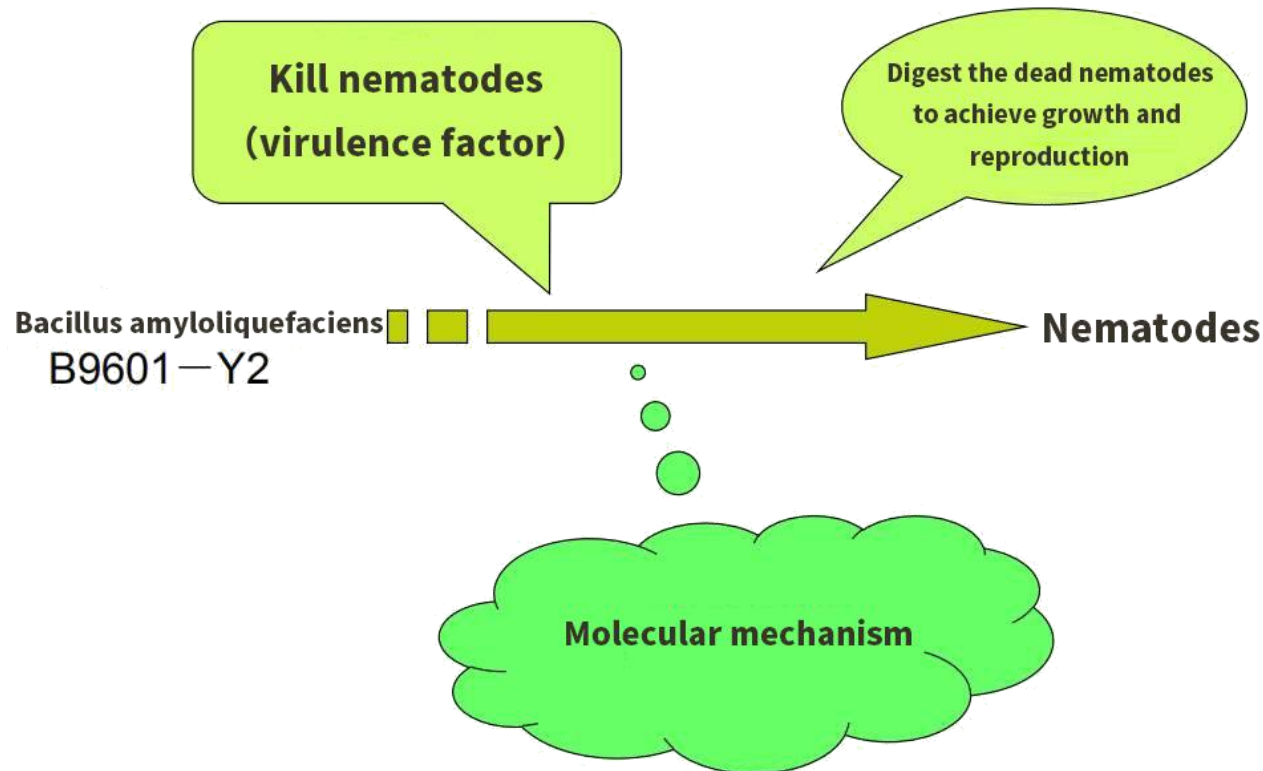 Kill nematodes
（virulence factor）
Digest the dead nematodes
to achieve growth and
reproduction
Bacillus amyloliquefaciens
B9601－Y2
Nematodes
Molecular mechanism